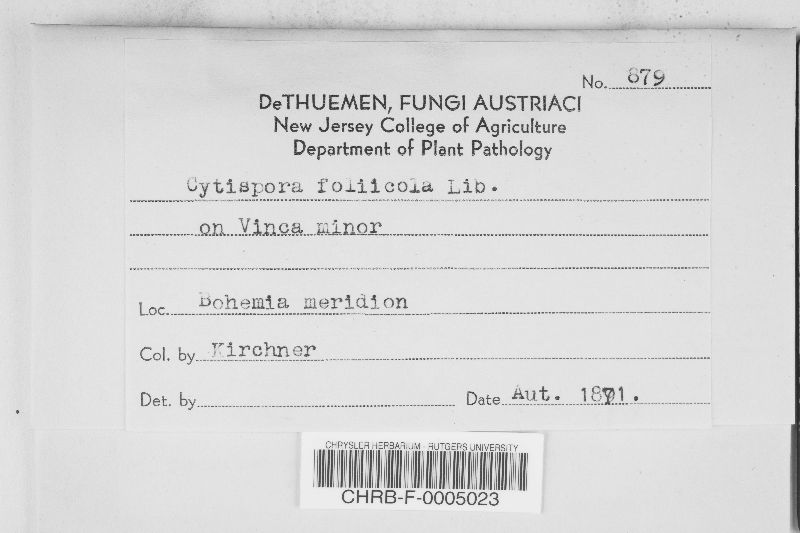 No. 879
DeTHUEMEN, FUNGI AUSTRIACI
New Jersey College of Agriculture
Department of Plant Pathology
Cytispora foliicola Lib.
on Vinca minor
Loc. Bohemia meridion
Col. by Kirchner
Det. by
Date Aut. 1871.
CHRYSLER HERBARIUM - RUTGERS UNIVERSITY
CHRB-F-0005023